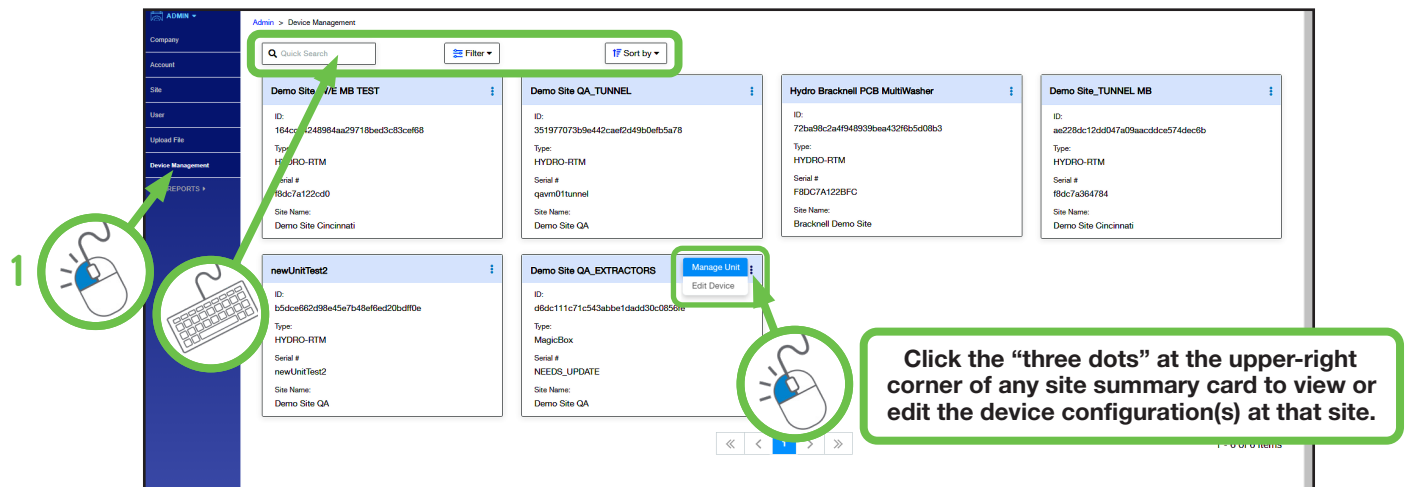 ADMIN
Company
Account
Site
User
Upload File
Device Management
REPORTS
1
Admin > Device Management
Quick Search
Filter
Sort by
Demo Site
MB TEST
ID:
Type:
HYDRO-RTM
Serial #
f8dc7a122cd0
Site Name:
Demo Site Cincinnati
Demo Site QA_TUNNEL
ID:
351977073b9e442caef2d49b0efb5a78
Type:
HYDRO-RTM
Serial #
qavm01tunnel
Site Name:
Demo Site QA
Hydro Bracknell PCB MultiWasher
ID:
72ba98c2a4f948939bea432f6b5d08b3
Type:
HYDRO-RTM
Serial #
F8DC7A122BFC
Site Name:
Bracknell Demo Site
Demo Site_TUNNEL MB
ID:
ae228dc12dd047a09aacddce574dec6b
Type:
HYDRO-RTM
Serial #
f8dc7a364784
Site Name:
Demo Site Cincinnati
newUnitTest2
ID:
b5dce662d98e45e7b48ef6ed20bdff0e
Type:
HYDRO-RTM
Serial #
newUnitTest2
Site Name:
Demo Site QA
Demo Site QA_EXTRACTORS
Manage Unit
Edit Device
ID:
Type:
MagicBox
Serial #
NEEDS_UPDATE
Site Name:
Demo Site QA
Click the “three dots” at the upper-right
corner of any site summary card to view or
edit the device configuration(s) at that site.
« < 1 > »
1 - 6 of 6 items